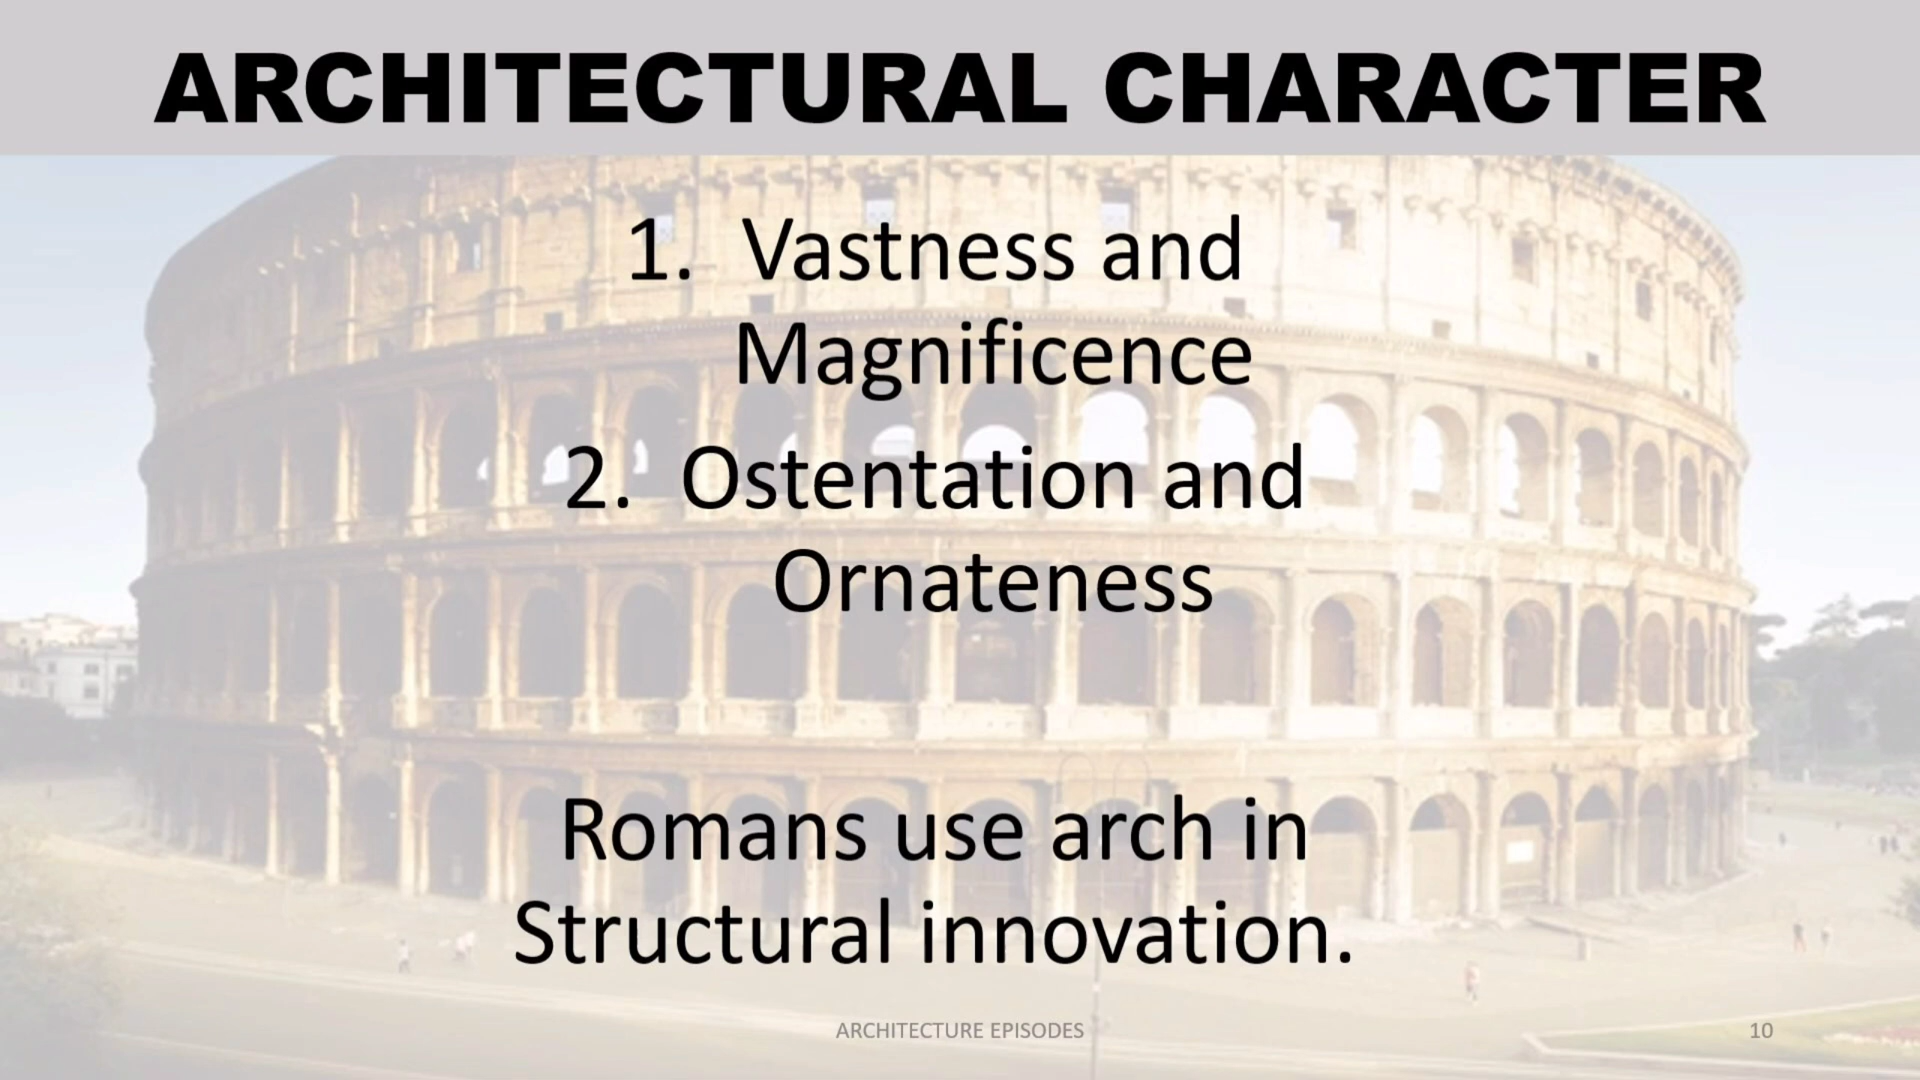 ARCHITECTURAL CHARACTER
1. Vastness and
Magnificence
2. Ostentation and
Ornateness
Romans use arch in
Structural innovation.
ARCHITECTURE EPISODES
10